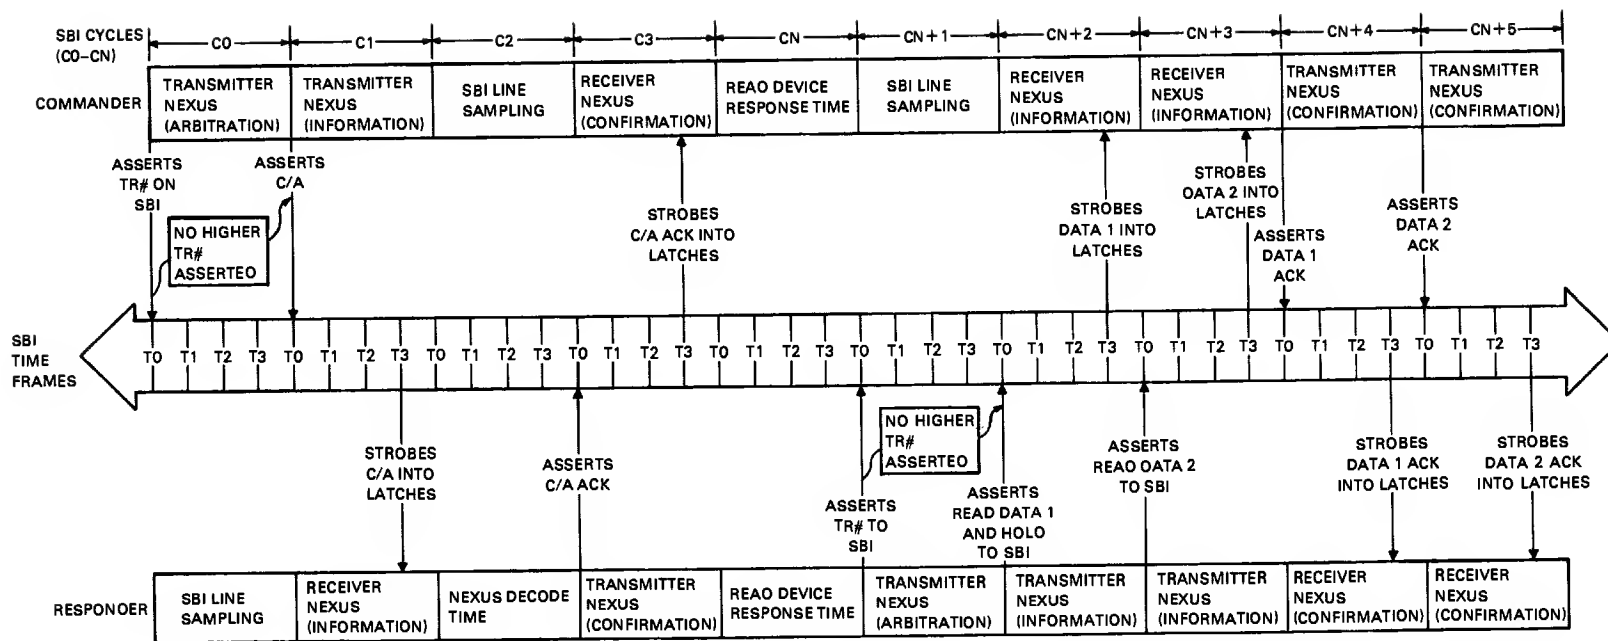 SBI CYCLES
(C0-CN)
C0 C1 C2 C3 CN CN+1 CN+2 CN+3 CN+4 CN+5
COMMANDER
TRANSMITTER
NEXUS
(ARBITRATION)
TRANSMITTER
NEXUS
(INFORMATION)
SBI LINE
SAMPLING
RECEIVER
NEXUS
(CONFIRMATION)
REAO DEVICE
RESPONSE TIME
SBI LINE
SAMPLING
RECEIVER
NEXUS
(INFORMATION)
RECEIVER
NEXUS
(INFORMATION)
TRANSMITTER
NEXUS
(CONFIRMATION)
TRANSMITTER
NEXUS
(CONFIRMATION)
ASSERTS
TR# ON
SBI
NO HIGHER
TR#
ASSERTEO
ASSERTS
C/A
STROBES
C/A ACK INTO
LATCHES
STROBES
DATA 1 INTO
LATCHES
STROBES
OATA 2 INTO
LATCHES
ASSERTS
DATA 1
ACK
ASSERTS
DATA 2
ACK
SBI
TIME
FRAMES
T0 T1 T2 T3 T0 T1 T2 T3 T0 T1 T2 T3 T0 T1 T2 T3 T0 T1 T2 T3 T0 T1 T2 T3 T0 T1 T2 T3 T0 T1 T2 T3 T0 T1 T2 T3 T0 T1 T2 T3
STROBES
C/A INTO
LATCHES
ASSERTS
C/A ACK
NO HIGHER
TR#
ASSERTEO
ASSERTS
TR# TO
SBI
ASSERTS
READ DATA 1
AND HOLO
TO SBI
ASSERTS
REAO OATA 2
TO SBI
STROBES
DATA 1 ACK
INTO LATCHES
STROBES
DATA 2 ACK
INTO LATCHES
RESPONOER
SBI LINE
SAMPLING
RECEIVER
NEXUS
(INFORMATION)
NEXUS DECODE
TIME
TRANSMITTER
NEXUS
(CONFIRMATION)
REAO DEVICE
RESPONSE TIME
TRANSMITTER
NEXUS
(ARBITRATION)
TRANSMITTER
NEXUS
(INFORMATION)
TRANSMITTER
NEXUS
(INFORMATION)
RECEIVER
NEXUS
(CONFIRMATION)
RECEIVER
NEXUS
(CONFIRMATION)